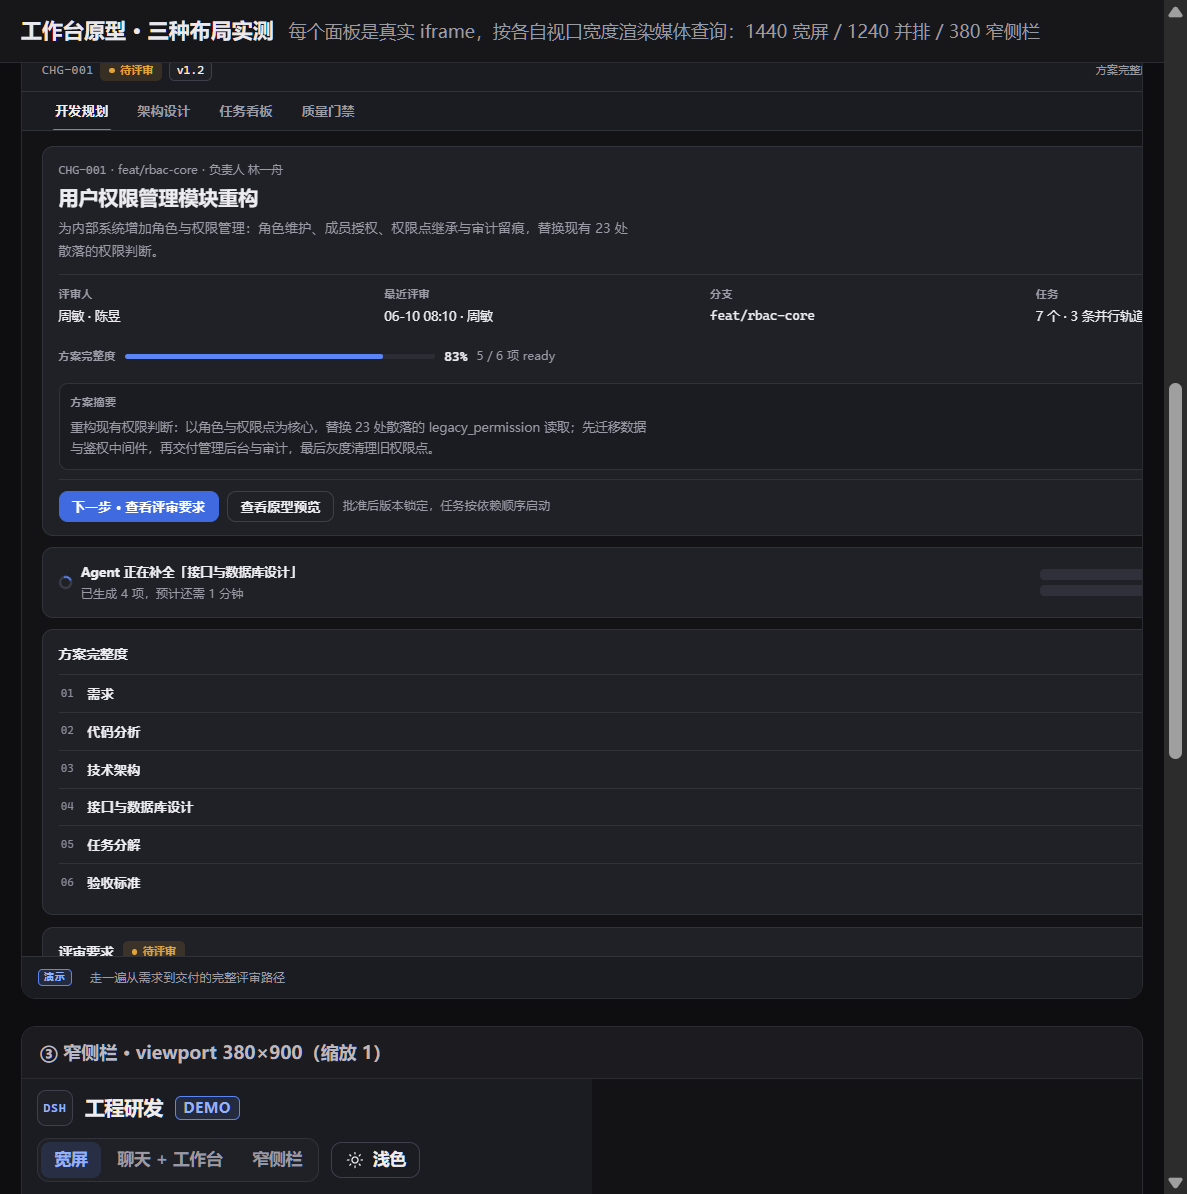 工作台原型 • 三种布局实测 每个面板是真实 iframe，按各自视口宽度渲染媒体查询：1440 宽屏 / 1240 并排 / 380 窄侧栏
CHG-001 • 待评审 v1.2 方案完整
开发规划 架构设计 任务看板 质量门禁
CHG-001 · feat/rbac-core · 负责人 林一舟
用户权限管理模块重构
为内部系统增加角色与权限管理：角色维护、成员授权、权限点继承与审计留痕，替换现有 23 处
散落的权限判断。
评审人 最近评审 分支 任务
周敏 · 陈昱 06-10 08:10 · 周敏 feat/rbac-core 7 个 · 3 条并行轨道
方案完整度 83% 5 / 6 项 ready
方案摘要
重构现有权限判断：以角色与权限点为核心，替换 23 处散落的 legacy_permission 读取；先迁移数据
与鉴权中间件，再交付管理后台与审计，最后灰度清理旧权限点。
下一步 • 查看评审要求 查看原型预览 批准后版本锁定，任务按依赖顺序启动
Agent 正在补全「接口与数据库设计」
已生成 4 项，预计还需 1 分钟
方案完整度
01 需求
02 代码分析
03 技术架构
04 接口与数据库设计
05 任务分解
06 验收标准
评审要求 • 待评审
演示 走一遍从需求到交付的完整评审路径
③ 窄侧栏 • viewport 380×900（缩放 1）
DSH 工程研发 DEMO
宽屏 聊天 + 工作台 窄侧栏 浅色